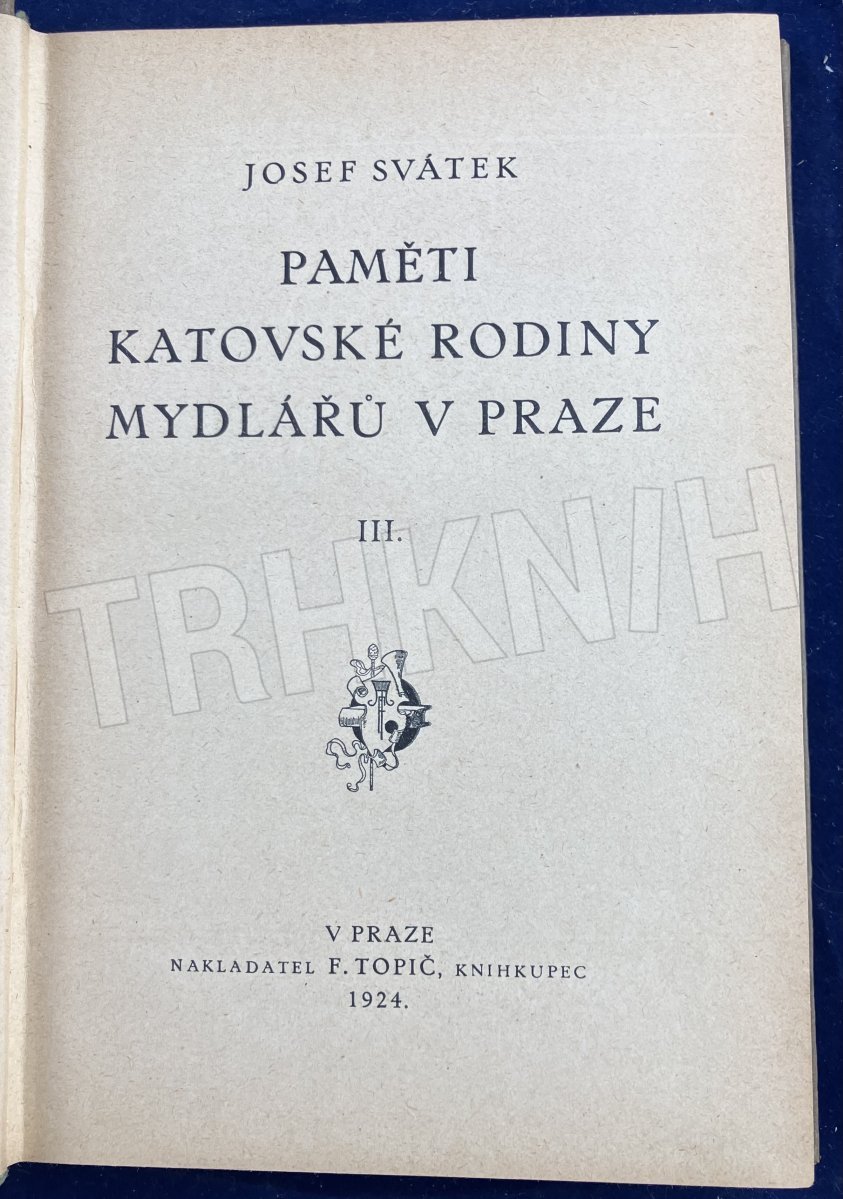 JOSEF SVÁTEK
PAMĚTI
KATOVSKÉ RODINY
MYDLÁŘŮ V PRAZE
III.
TRHKNIH
V PRAZE
NAKLADATEL F. TOPIČ, KNIHKUPEC
1924.